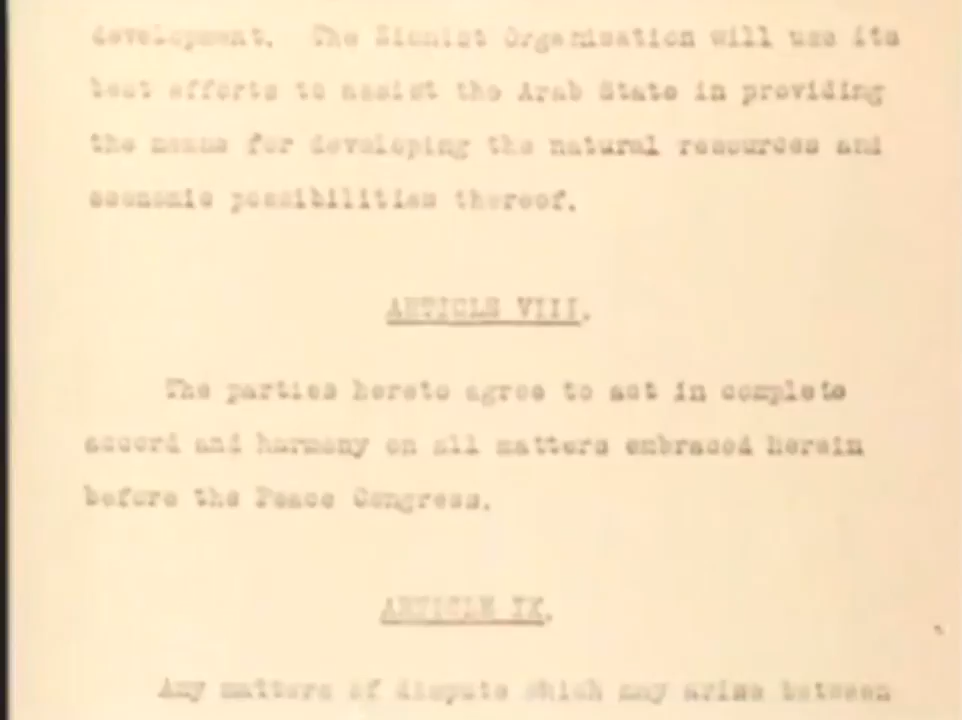 development. The Zionist Organisation will use its
best efforts to assist the Arab State in providing
the means for developing the natural resources and
economic possibilities thereof.
ARTICLE VIII.
The parties hereto agree to act in complete
accord and harmony on all matters embraced herein
before the Peace Congress.
ARTICLE IX.
Any matters of dispute which may arise between